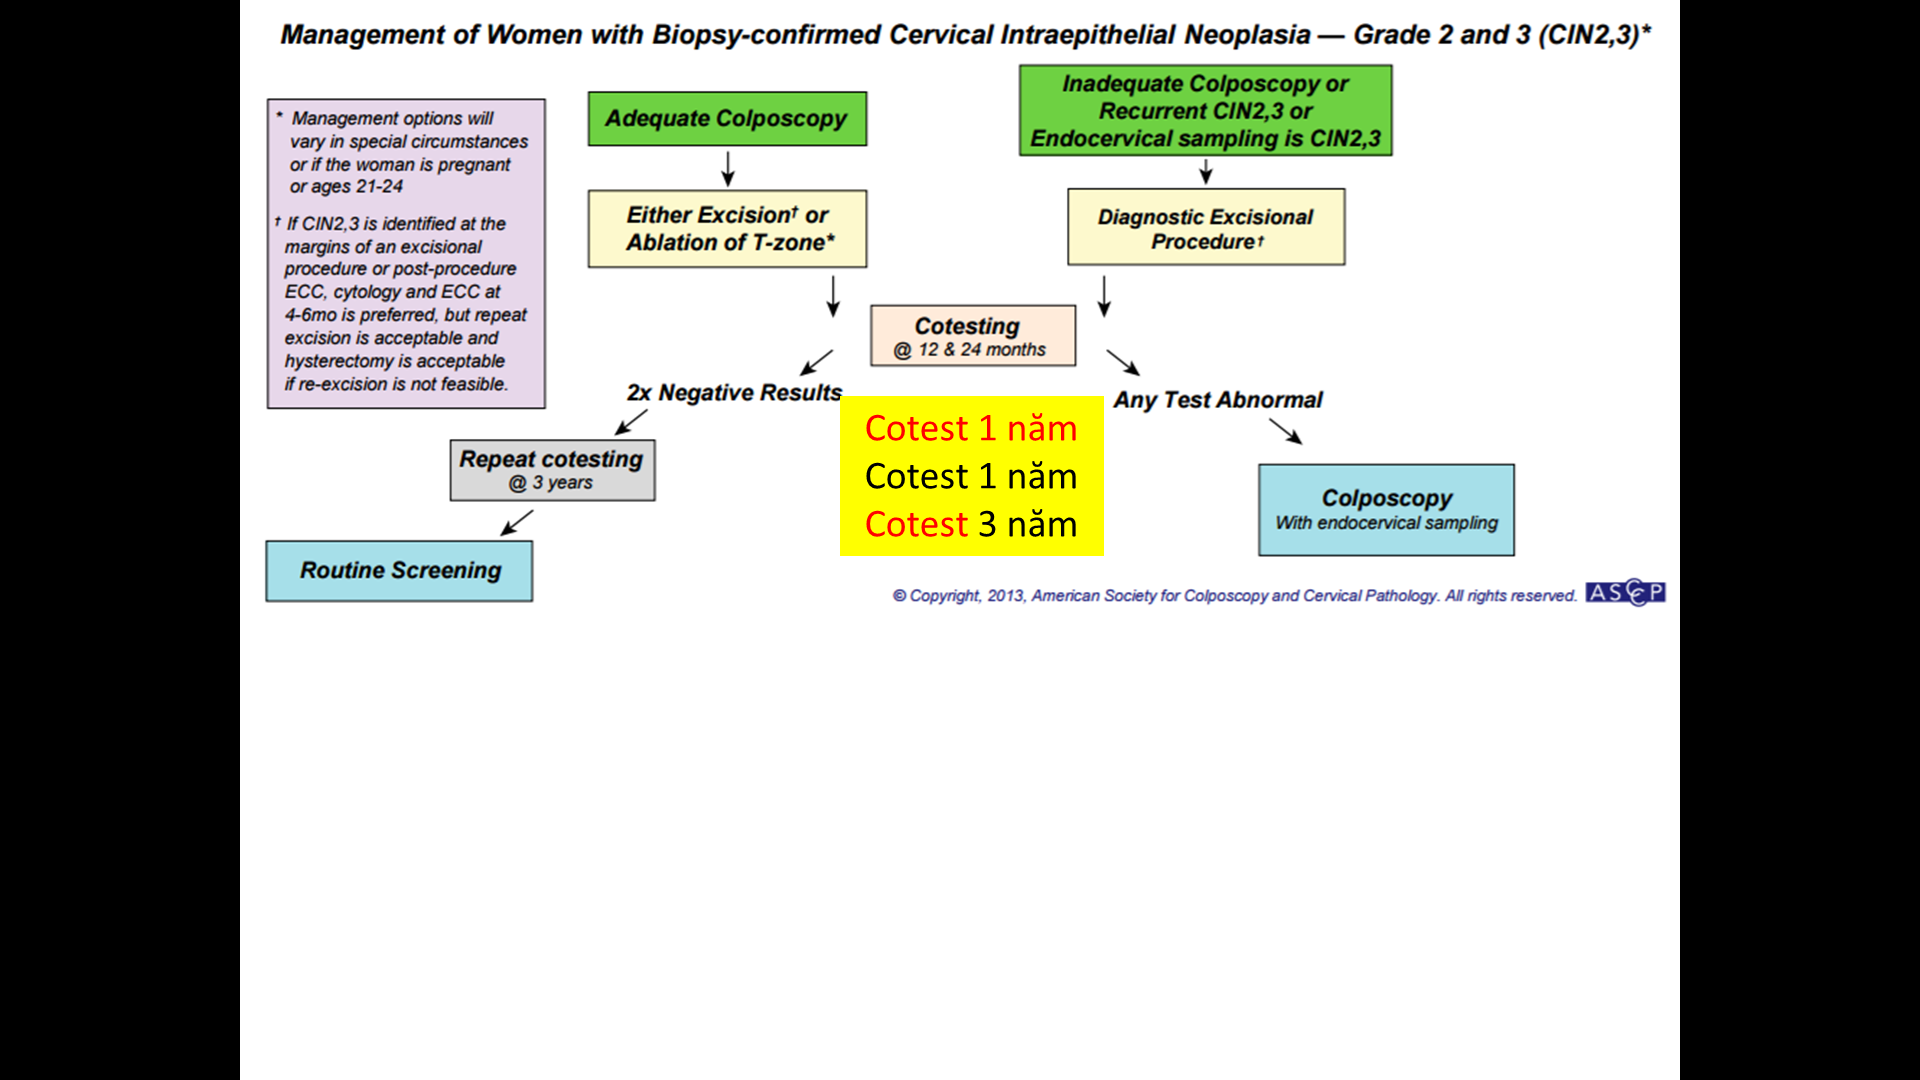 Management of Women with Biopsy-confirmed Cervical Intraepithelial Neoplasia — Grade 2 and 3 (CIN2,3)*
* Management options will
vary in special circumstances
or if the woman is pregnant
or ages 21-24
† If CIN2,3 is identified at the
margins of an excisional
procedure or post-procedure
ECC, cytology and ECC at
4-6mo is preferred, but repeat
excision is acceptable and
hysterectomy is acceptable
if re-excision is not feasible.
Adequate Colposcopy
Inadequate Colposcopy or
Recurrent CIN2,3 or
Endocervical sampling is CIN2,3
Either Excision† or
Ablation of T-zone*
Diagnostic Excisional
Procedure†
Cotesting
@ 12 & 24 months
2x Negative Results
Any Test Abnormal
Cotest 1 năm
Cotest 1 năm
Cotest 3 năm
Repeat cotesting
@ 3 years
Colposcopy
With endocervical sampling
Routine Screening
© Copyright, 2013, American Society for Colposcopy and Cervical Pathology. All rights reserved.
ASCCP